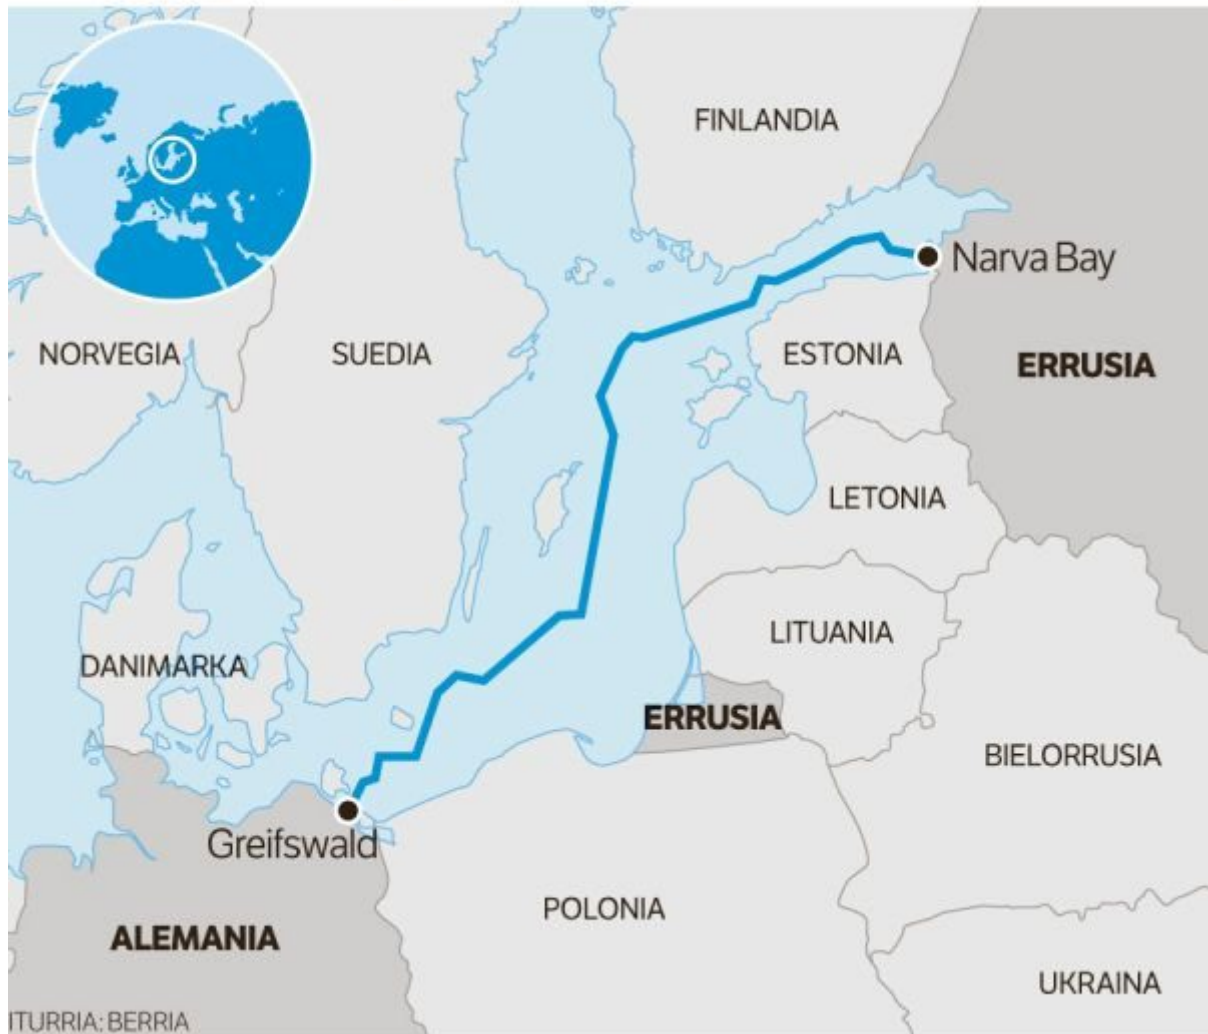 FINLANDIA
Narva Bay
NORVEGIA
SUEDIA
ESTONIA
ERRUSIA
LETONIA
LITUANIA
DANIMARKA
ERRUSIA
BIELORRUSIA
Greifswald
POLONIA
ALEMANIA
UKRAINA
ITURRIA: BERRIA